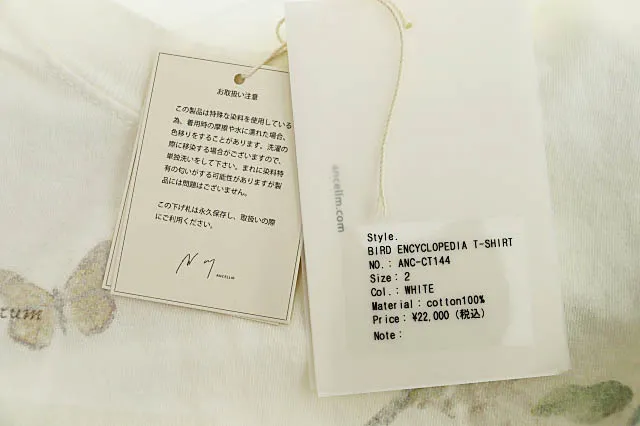 お取扱い注意
この製品は特殊な染料を使用している
為、着用時の摩擦や水に濡れた場合、
色移りをすることがあります。洗濯の
際に移染する場合がございますので、
単独洗いをして下さい。まれに染料特
有の匂いがする可能性がありますが製
品には問題はございません。
この下げ札は永久保存し、取扱いの際
にご利用ください。
ANCELLM
ancellm.com
Style.
BIRD ENCYCLOPEDIA T-SHIRT
NO.: ANC-CT144
Size: 2
Col.: WHITE
Material: cotton100%
Price: ¥22,000 (税込)
Note: